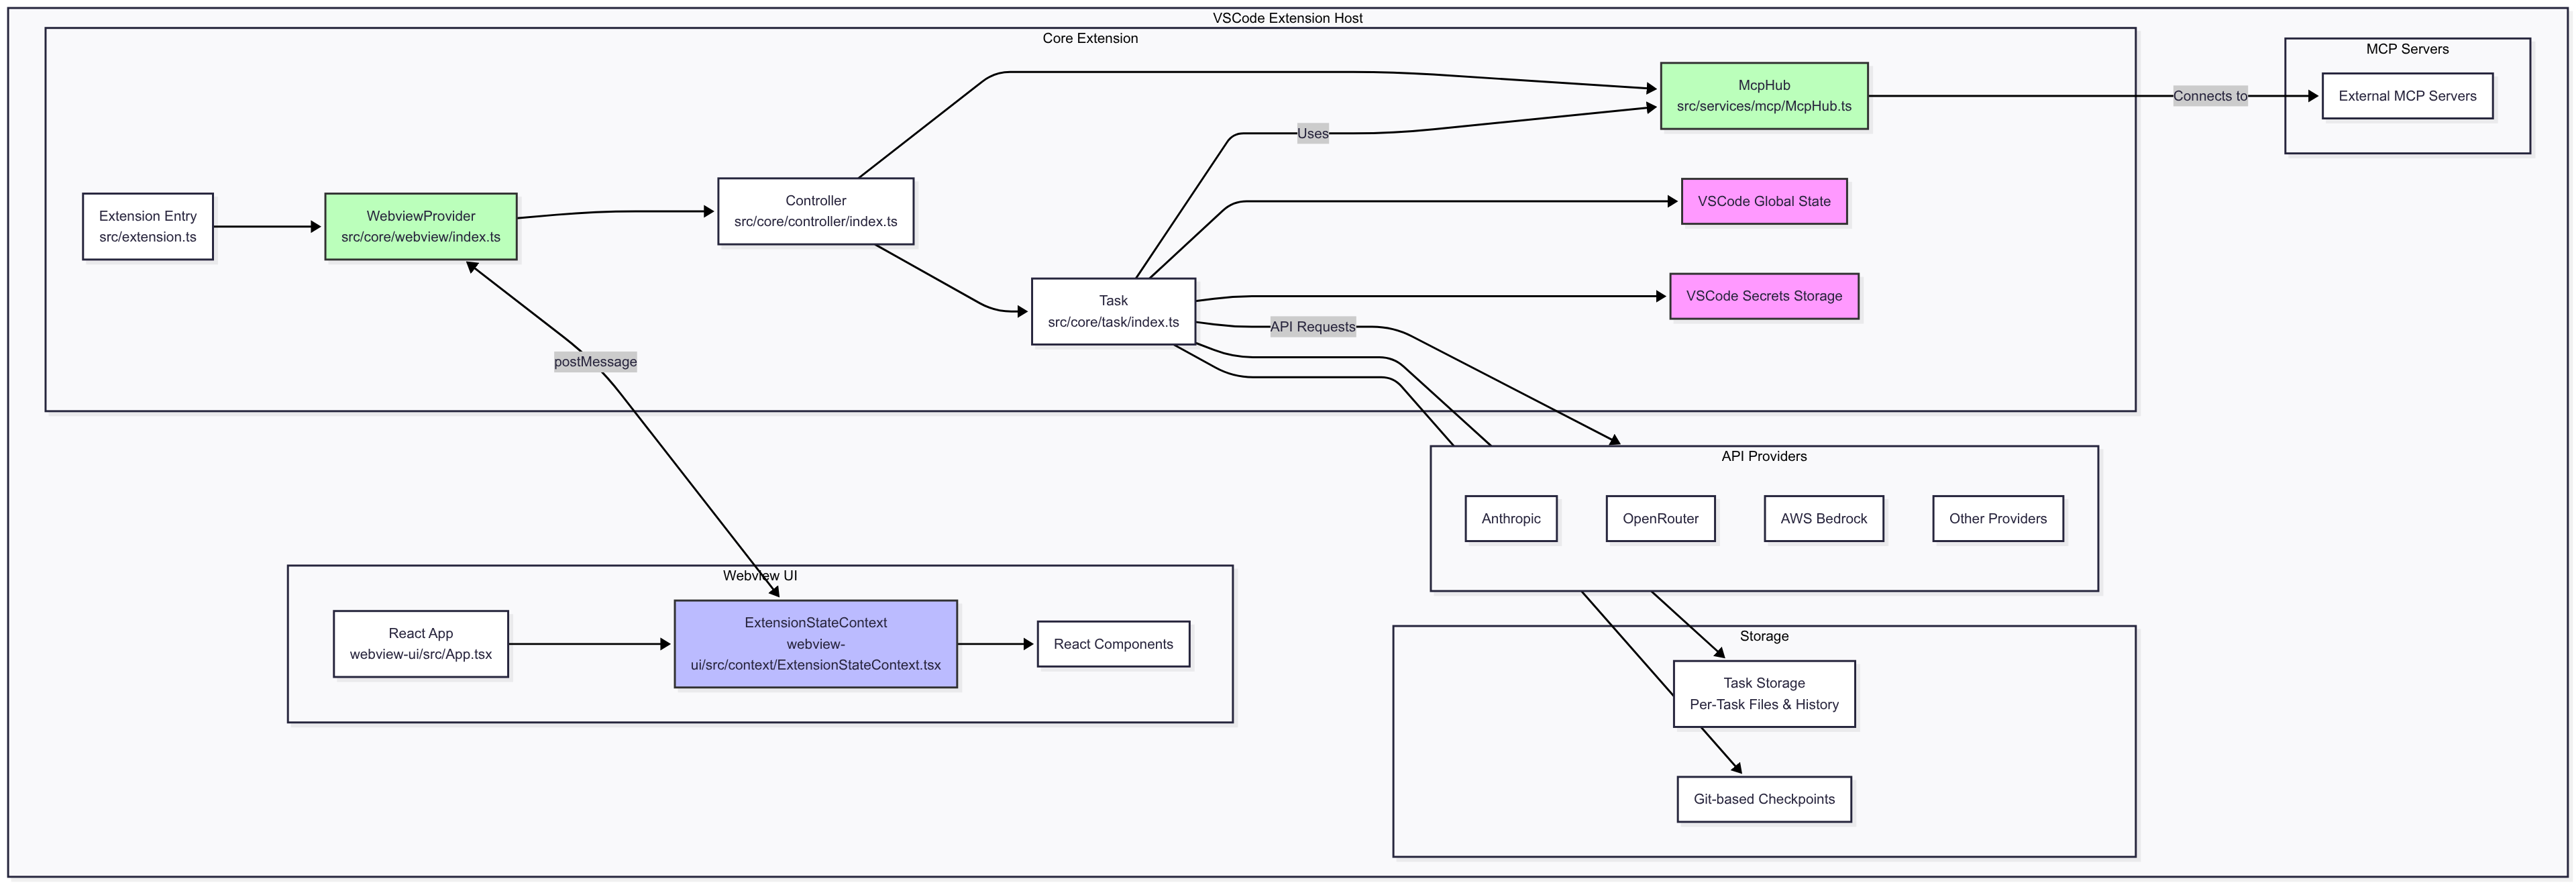 VSCode Extension Host
Core Extension
MCP Servers
McpHub
src/services/mcp/McpHub.ts
Connects to
External MCP Servers
Uses
Extension Entry
src/extension.ts
WebviewProvider
src/core/webview/index.ts
Controller
src/core/controller/index.ts
VSCode Global State
Task
src/core/task/index.ts
VSCode Secrets Storage
API Requests
postMessage
API Providers
Anthropic
OpenRouter
AWS Bedrock
Other Providers
Webview UI
React App
webview-ui/src/App.tsx
ExtensionStateContext
webview-
ui/src/context/ExtensionStateContext.tsx
React Components
Storage
Task Storage
Per-Task Files & History
Git-based Checkpoints